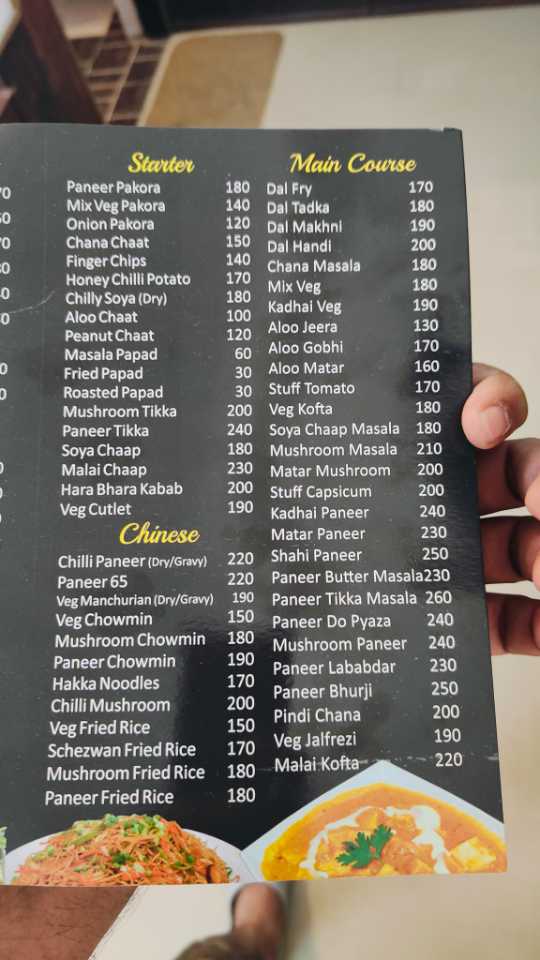 Starter
Paneer Pakora 180
Mix Veg Pakora 140
Onion Pakora 120
Chana Chaat 150
Finger Chips 140
Honey Chilli Potato 170
Chilly Soya (Dry) 180
Aloo Chaat 100
Peanut Chaat 120
Masala Papad 60
Fried Papad 30
Roasted Papad 30
Mushroom Tikka 200
Paneer Tikka 240
Soya Chaap 180
Malai Chaap 230
Hara Bhara Kabab 200
Veg Cutlet 190
Chinese
Chilli Paneer (Dry/Gravy) 220
Paneer 65 220
Veg Manchurian (Dry/Gravy) 190
Veg Chowmin 150
Mushroom Chowmin 180
Paneer Chowmin 190
Hakka Noodles 170
Chilli Mushroom 200
Veg Fried Rice 150
Schezwan Fried Rice 170
Mushroom Fried Rice 180
Paneer Fried Rice 180
Main Course
Dal Fry 170
Dal Tadka 180
Dal Makhni 190
Dal Handi 200
Chana Masala 180
Mix Veg 180
Kadhai Veg 190
Aloo Jeera 130
Aloo Gobhi 170
Aloo Matar 160
Stuff Tomato 170
Veg Kofta 180
Soya Chaap Masala 180
Mushroom Masala 210
Matar Mushroom 200
Stuff Capsicum 200
Kadhai Paneer 240
Matar Paneer 230
Shahi Paneer 250
Paneer Butter Masala 230
Paneer Tikka Masala 260
Paneer Do Pyaza 240
Mushroom Paneer 240
Paneer Lababdar 230
Paneer Bhurji 250
Pindi Chana 200
Veg Jalfrezi 190
Malai Kofta 220